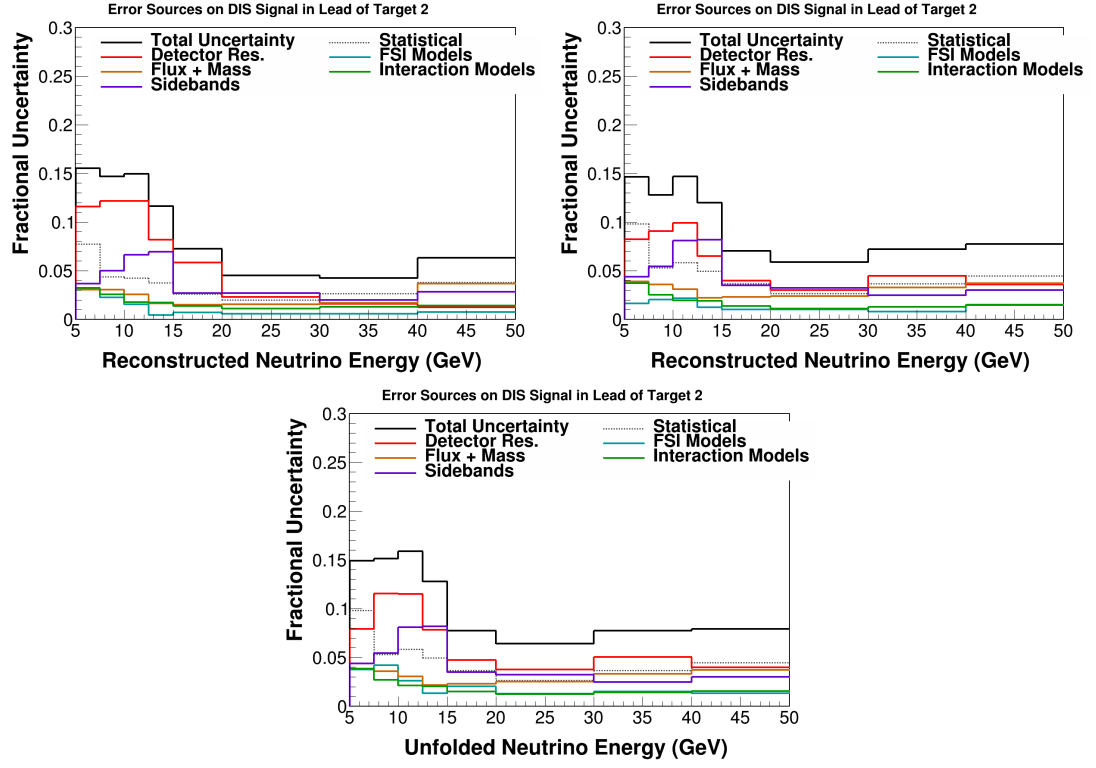 Error Sources on DIS Signal in Lead of Target 2
Fractional Uncertainty
0.3
0.25
0.2
0.15
0.1
0.05
0
Total Uncertainty
Detector Res.
Flux + Mass
Sidebands
Statistical
FSI Models
Interaction Models
5 10 15 20 25 30 35 40 45 50
Reconstructed Neutrino Energy (GeV)
Error Sources on DIS Signal in Lead of Target 2
Fractional Uncertainty
0.3
0.25
0.2
0.15
0.1
0.05
0
Total Uncertainty
Detector Res.
Flux + Mass
Sidebands
Statistical
FSI Models
Interaction Models
5 10 15 20 25 30 35 40 45 50
Reconstructed Neutrino Energy (GeV)
Error Sources on DIS Signal in Lead of Target 2
Fractional Uncertainty
0.3
0.25
0.2
0.15
0.1
0.05
0
Total Uncertainty
Detector Res.
Flux + Mass
Sidebands
Statistical
FSI Models
Interaction Models
5 10 15 20 25 30 35 40 45 50
Unfolded Neutrino Energy (GeV)